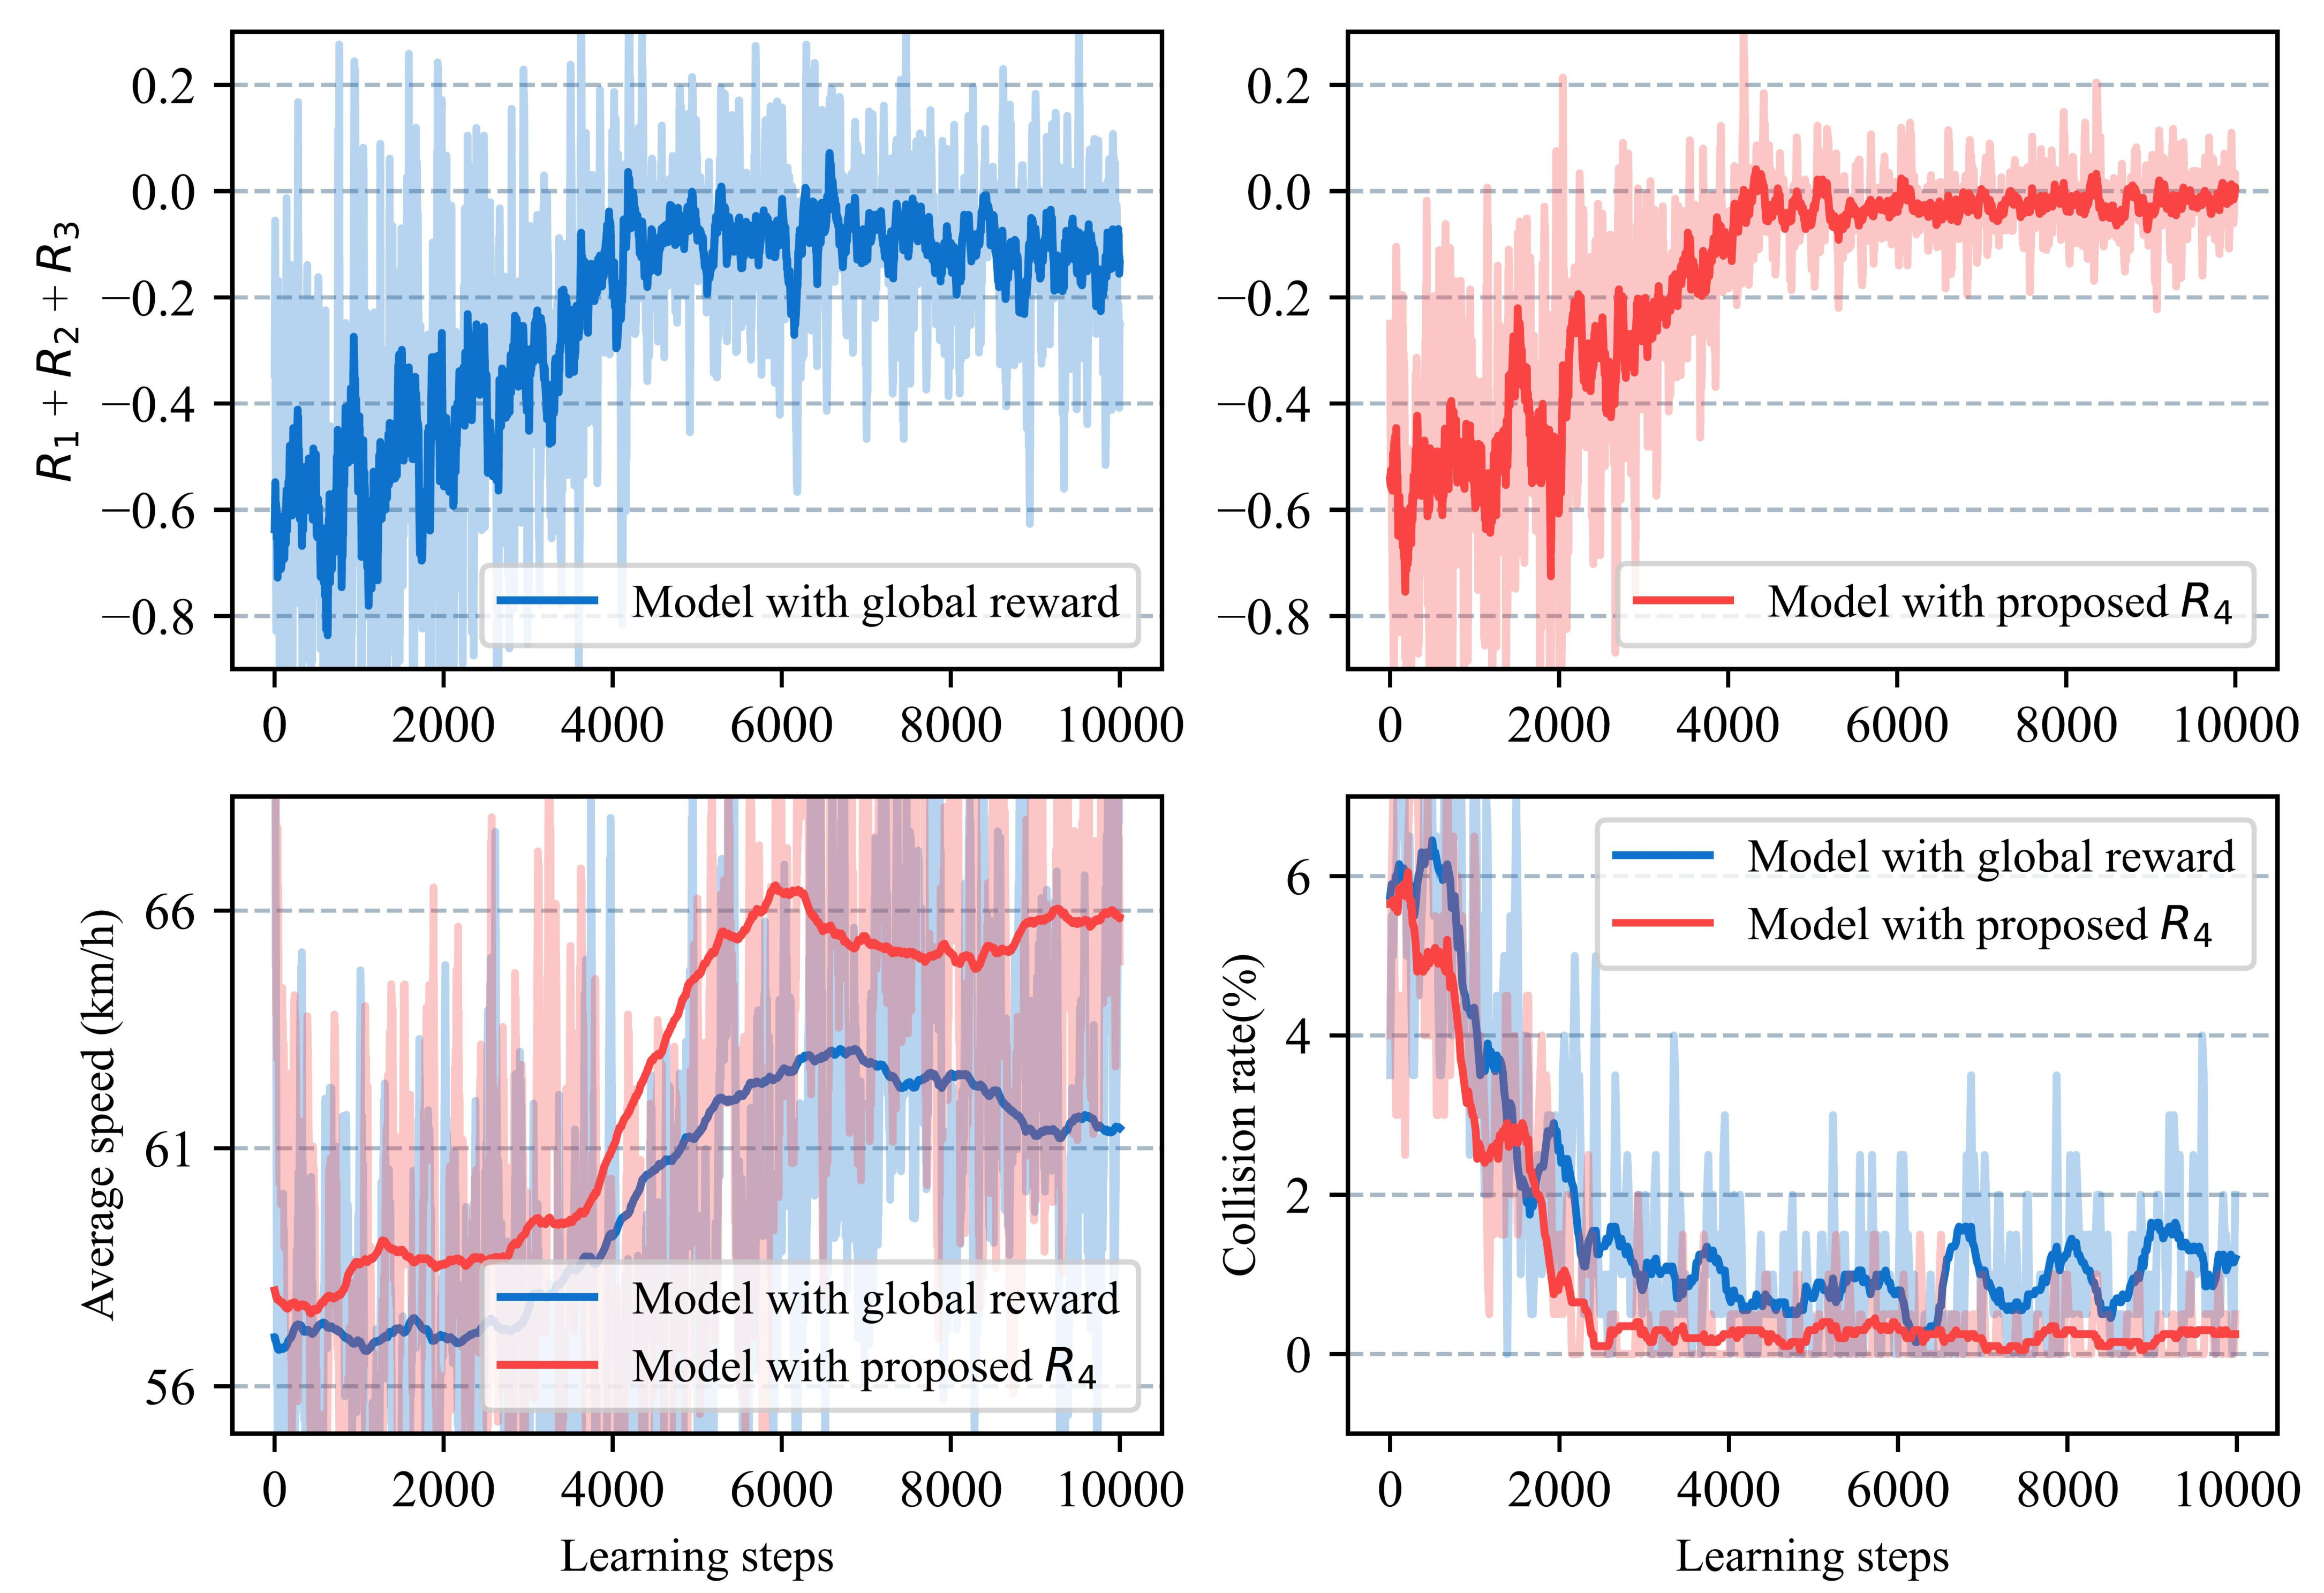 R1 + R2 + R3
0.2
0.0
−0.2
−0.4
−0.6
−0.8
Model with global reward
0 2000 4000 6000 8000 10000
0.2
0.0
−0.2
−0.4
−0.6
−0.8
Model with proposed R4
0 2000 4000 6000 8000 10000
Average speed (km/h)
66
61
56
Model with global reward
Model with proposed R4
0 2000 4000 6000 8000 10000
Learning steps
Collision rate(%)
6
4
2
0
Model with global reward
Model with proposed R4
0 2000 4000 6000 8000 10000
Learning steps